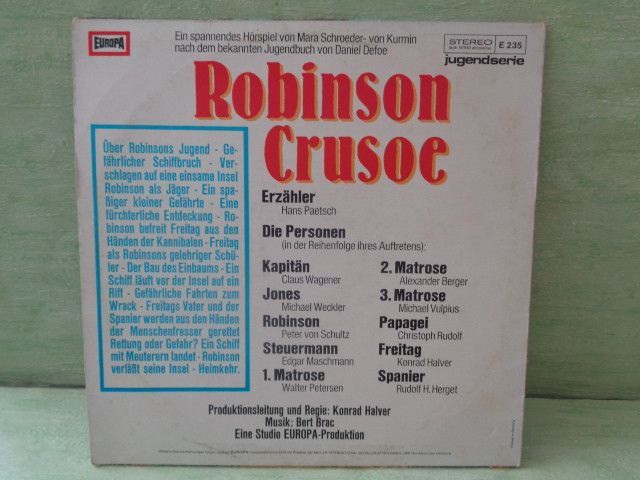 EUROPA
Ein spannendes Hörspiel von Mara Schroeder- von Kurmin
nach dem bekannten Jugendbuch von Daniel Defoe
STEREO
E 235
jugendserie
Robinson
Crusoe
Über Robinsons Jugend - Ge-
fährlicher Schiffbruch - Ver-
schlagen auf eine einsame Insel
Robinson als Jäger - Ein spa-
ßiger kleiner Gefährte - Eine
fürchterliche Entdeckung - Ro-
binson befreit Freitag aus den
Händen der Kannibalen - Freitag
als Robinsons gelehriger Schü-
ler - Der Bau des Einbaums - Ein
Schiff läuft vor der Insel auf ein
Riff - Gefährliche Fahrten zum
Wrack - Freitags Vater und der
Spanier werden aus den Händen
der Menschenfresser gerettet
Rettung oder Gefahr? Ein Schiff
mit Meuterern landet - Robinson
verläßt seine Insel - Heimkehr.
Erzähler
Hans Paetsch
Die Personen
(in der Reihenfolge ihres Auftretens):
Kapitän
Claus Wagener
Jones
Michael Weckler
Robinson
Peter von Schultz
Steuermann
Edgar Maschmann
1. Matrose
Walter Petersen
2. Matrose
Alexander Berger
3. Matrose
Michael Vulpius
Papagei
Christoph Rudolf
Freitag
Konrad Halver
Spanier
Rudolf H. Herget
Produktionsleitung und Regie: Konrad Halver
Musik: Bert Brac
Eine Studio EUROPA-Produktion